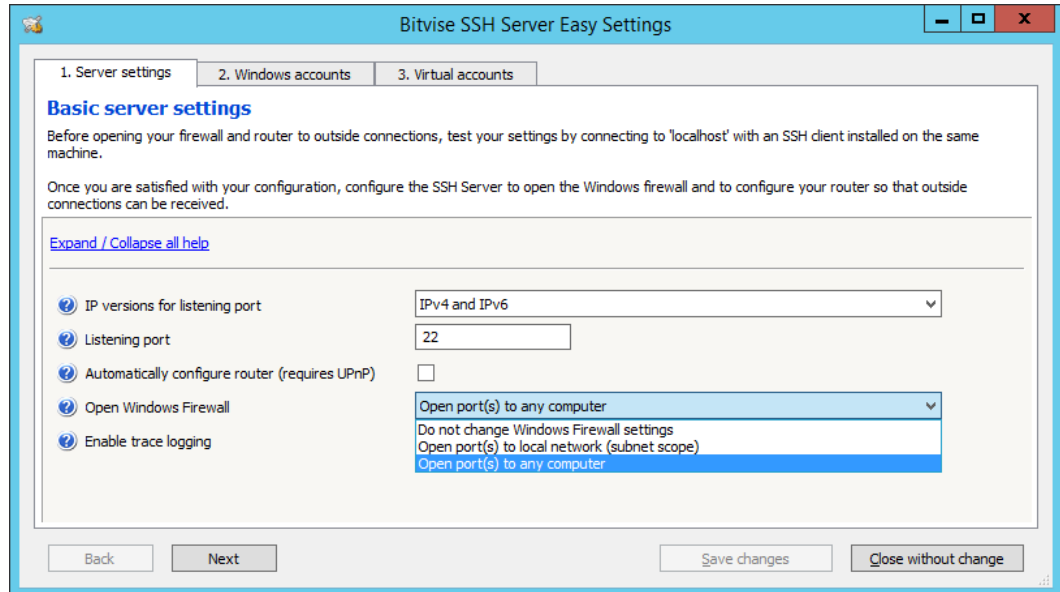 Bitvise SSH Server Easy Settings
1. Server settings
2. Windows accounts
3. Virtual accounts
Basic server settings
Before opening your firewall and router to outside connections, test your settings by connecting to 'localhost' with an SSH client installed on the same
machine.
Once you are satisfied with your configuration, configure the SSH Server to open the Windows firewall and to configure your router so that outside
connections can be received.
Expand / Collapse all help
IP versions for listening port
IPv4 and IPv6
Listening port
22
Automatically configure router (requires UPnP)
Open Windows Firewall
Open port(s) to any computer
Do not change Windows Firewall settings
Open port(s) to local network (subnet scope)
Open port(s) to any computer
Enable trace logging
Back
Next
Save changes
Close without change